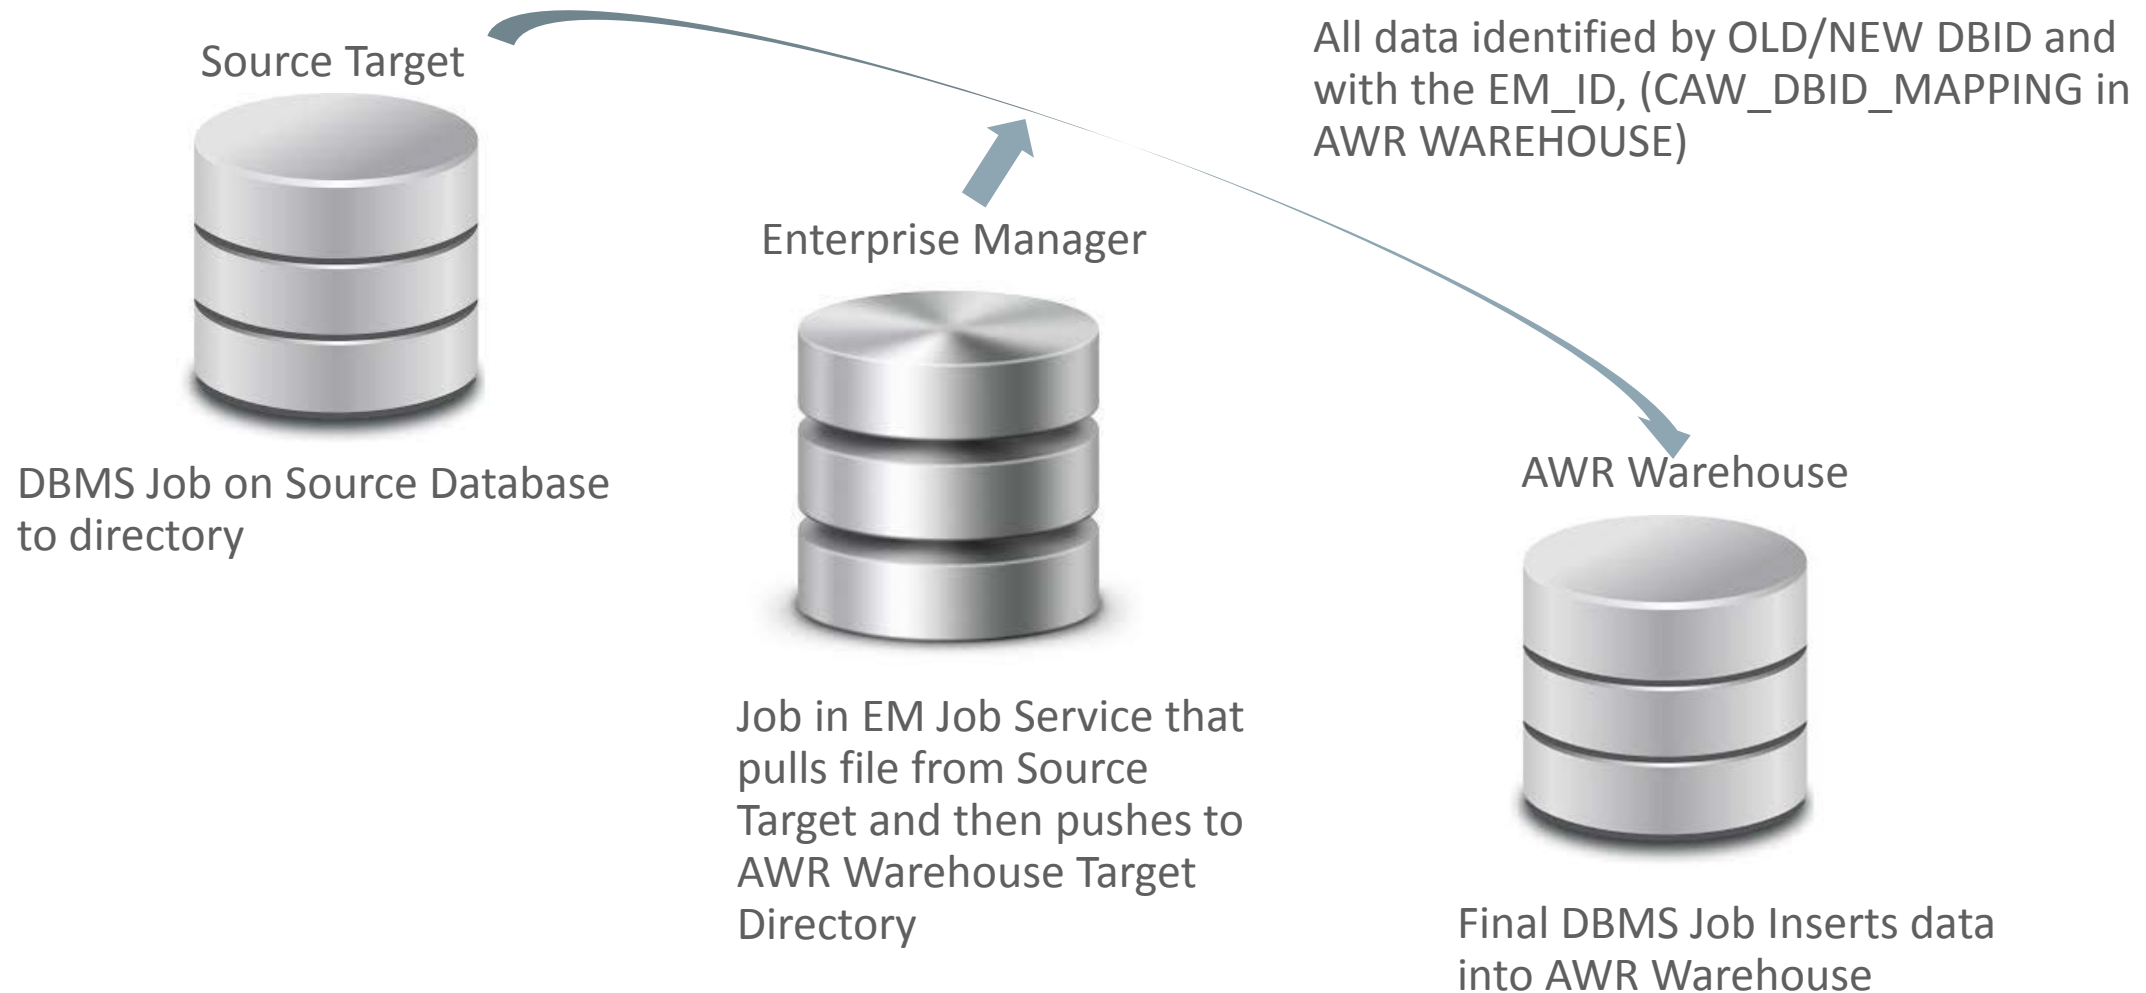 Source Target
DBMS Job on Source Database
to directory
Enterprise Manager
Job in EM Job Service that
pulls file from Source
Target and then pushes to
AWR Warehouse Target
Directory
All data identified by OLD/NEW DBID and
with the EM_ID, (CAW_DBID_MAPPING in
AWR WAREHOUSE)
AWR Warehouse
Final DBMS Job Inserts data
into AWR Warehouse